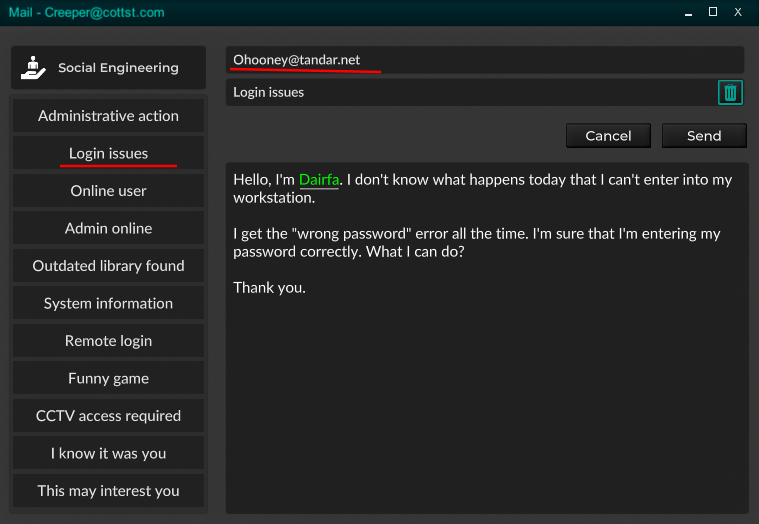 Mail - Creeper@cottst.com
X
Social Engineering
Administrative action
Login issues
Online user
Admin online
Outdated library found
System information
Remote login
Funny game
CCTV access required
I know it was you
This may interest you
Ohooney@tandar.net
Login issues
Cancel
Send
Hello, I'm Dairfa. I don't know what happens today that I can't enter into my
workstation.
I get the "wrong password" error all the time. I'm sure that I'm entering my
password correctly. What I can do?
Thank you.